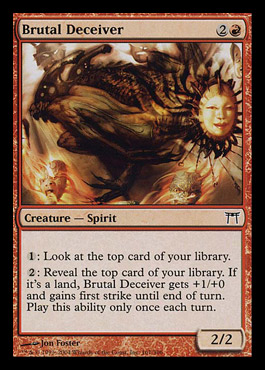 Brutal Deceiver 2
Creature — Spirit
1: Look at the top card of your library.
2: Reveal the top card of your library. If
it's a land, Brutal Deceiver gets +1/+0
and gains first strike until end of turn.
Play this ability only once each turn.
Jon Foster
2/2